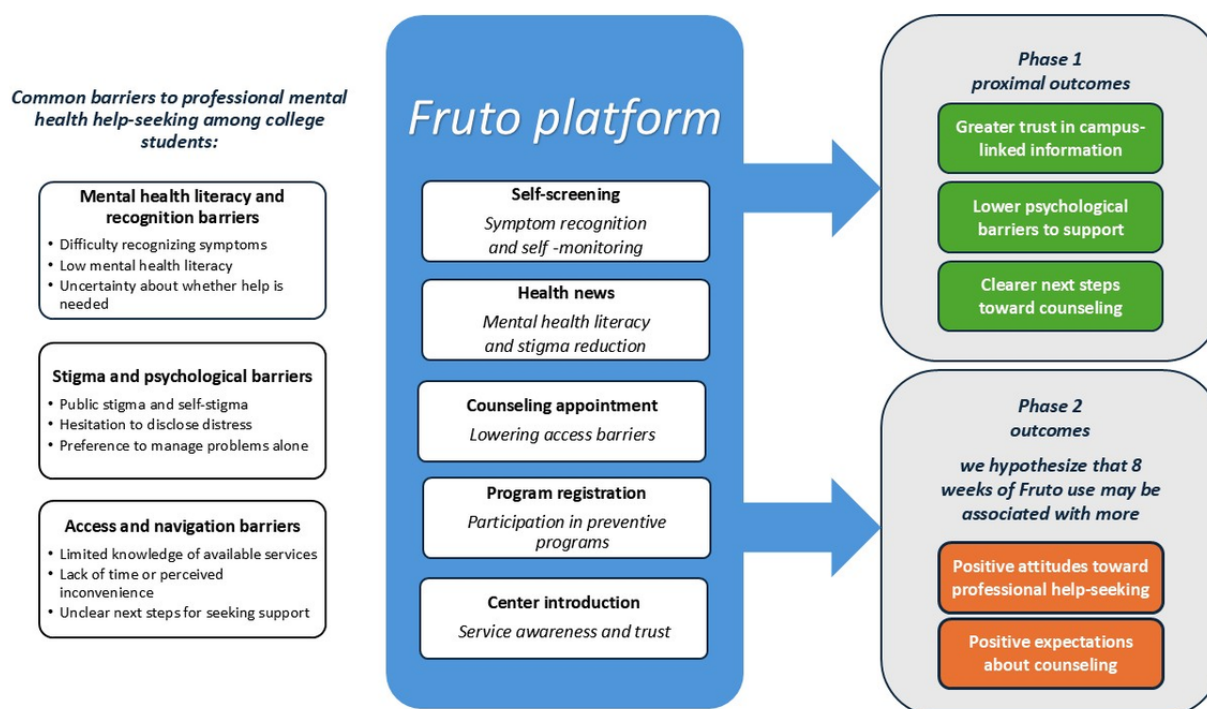 Common barriers to professional mental
health help-seeking among college
students:
Mental health literacy and
recognition barriers
• Difficulty recognizing symptoms
• Low mental health literacy
• Uncertainty about whether help is
needed
Stigma and psychological barriers
• Public stigma and self-stigma
• Hesitation to disclose distress
• Preference to manage problems alone
Access and navigation barriers
• Limited knowledge of available services
• Lack of time or perceived
inconvenience
• Unclear next steps for seeking support
Fruto platform
Self-screening
Symptom recognition
and self -monitoring
Health news
Mental health literacy
and stigma reduction
Counseling appointment
Lowering access barriers
Program registration
Participation in preventive
programs
Center introduction
Service awareness and trust
Phase 1
proximal outcomes
Greater trust in campus-
linked information
Lower psychological
barriers to support
Clearer next steps
toward counseling
Phase 2
outcomes
we hypothesize that 8
weeks of Fruto use may be
associated with more
Positive attitudes toward
professional help-seeking
Positive expectations
about counseling